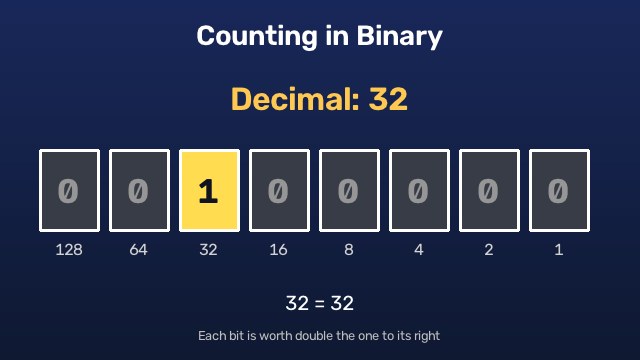 Counting in Binary
Decimal: 32
0 0 1 0 0 0 0 0
128 64 32 16 8 4 2 1
32 = 32
Each bit is worth double the one to its right